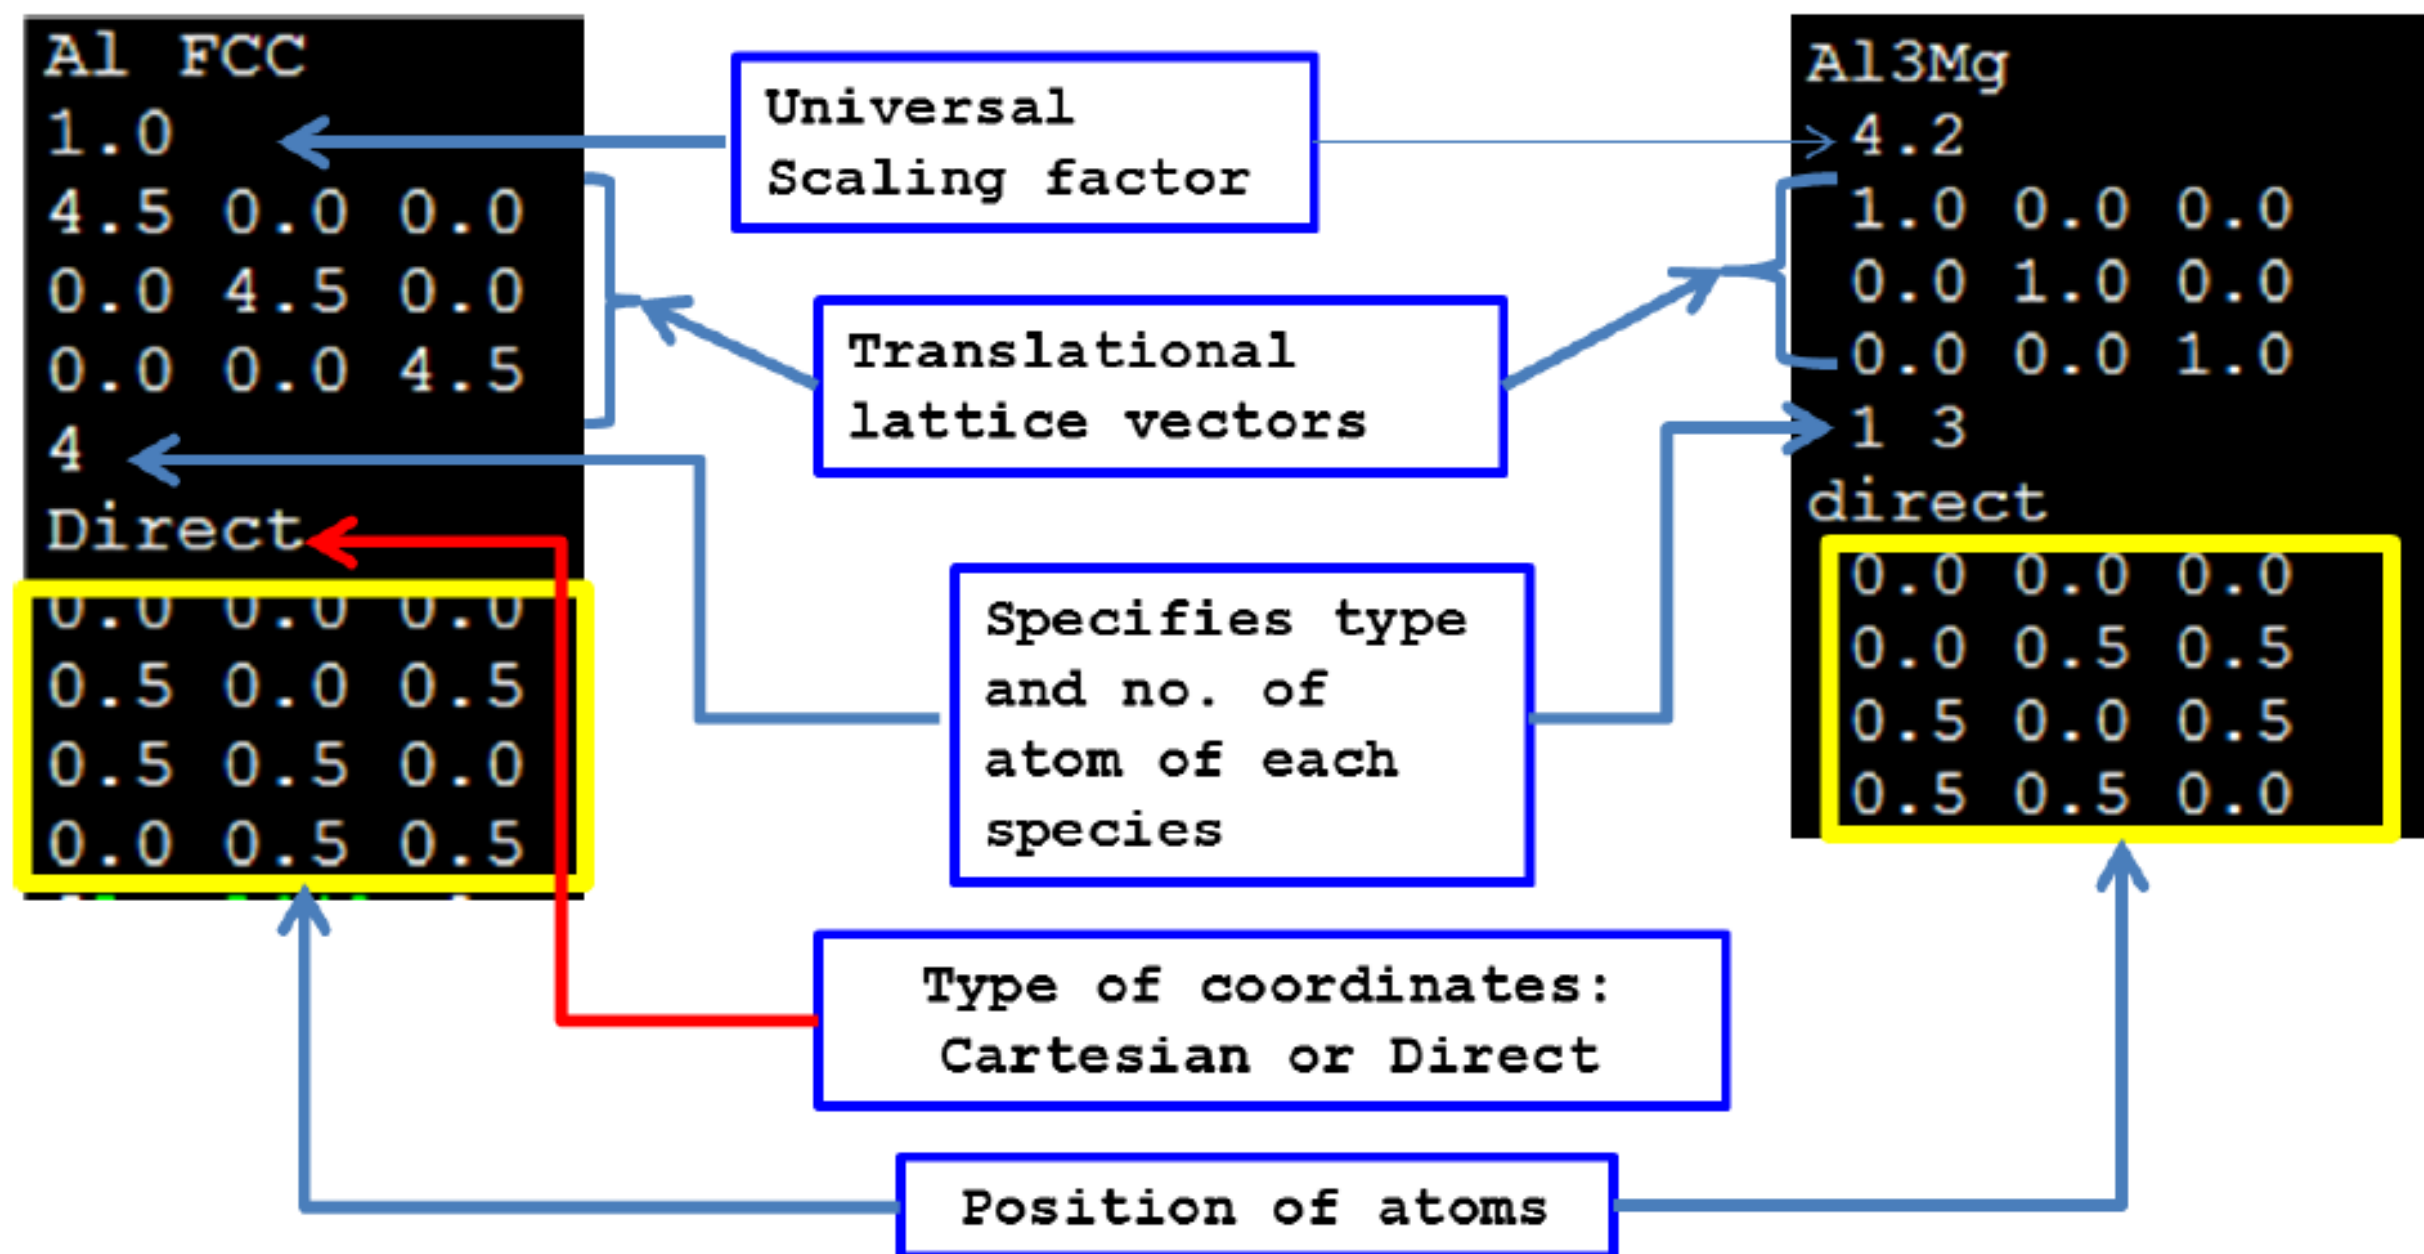 Al FCC
1.0
4.5 0.0 0.0
0.0 4.5 0.0
0.0 0.0 4.5
4
Direct
0.0 0.0 0.0
0.5 0.0 0.5
0.5 0.5 0.0
0.0 0.5 0.5
Universal
Scaling factor
Translational
lattice vectors
Specifies type
and no. of
atom of each
species
Type of coordinates:
Cartesian or Direct
Position of atoms
Al3Mg
4.2
1.0 0.0 0.0
0.0 1.0 0.0
0.0 0.0 1.0
1 3
direct
0.0 0.0 0.0
0.0 0.5 0.5
0.5 0.0 0.5
0.5 0.5 0.0